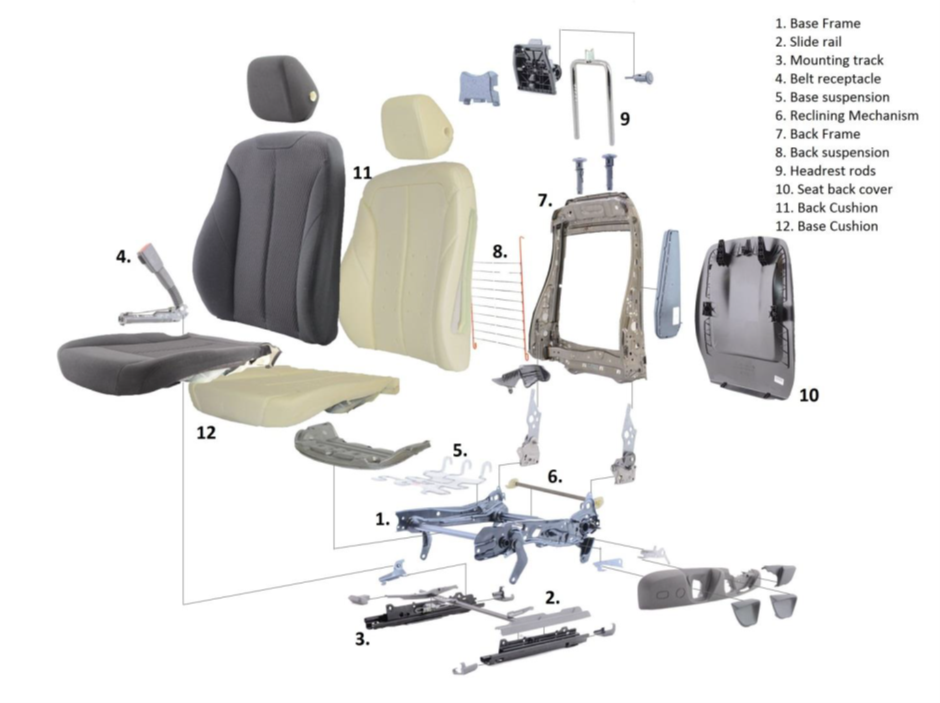 1. Base Frame
2. Slide rail
3. Mounting track
4. Belt receptacle
5. Base suspension
6. Reclining Mechanism
7. Back Frame
8. Back suspension
9. Headrest rods
10. Seat back cover
11. Back Cushion
12. Base Cushion
9
11
7.
8.
4.
10
12
5.
6.
1.
2.
3.